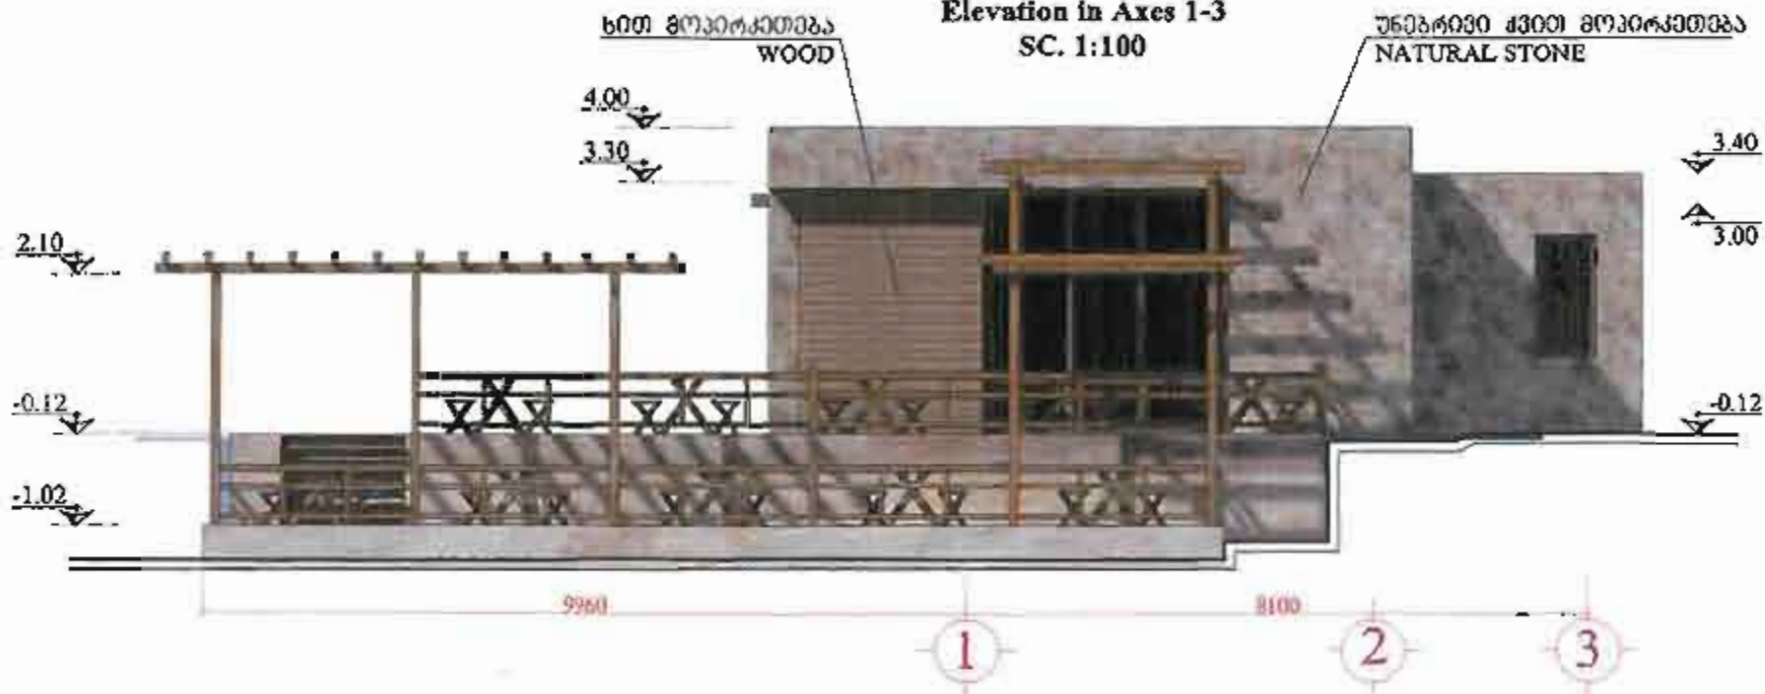 Elevation in Axes 1-3
SC. 1:100
ხით მოპირკეთება
WOOD
უხებრივი ქვით მოპირკეთება
NATURAL STONE
4.00
3.30
3.40
3.00
2.10
-0.12
-0.12
-1.02
9960
8100
1
2
3